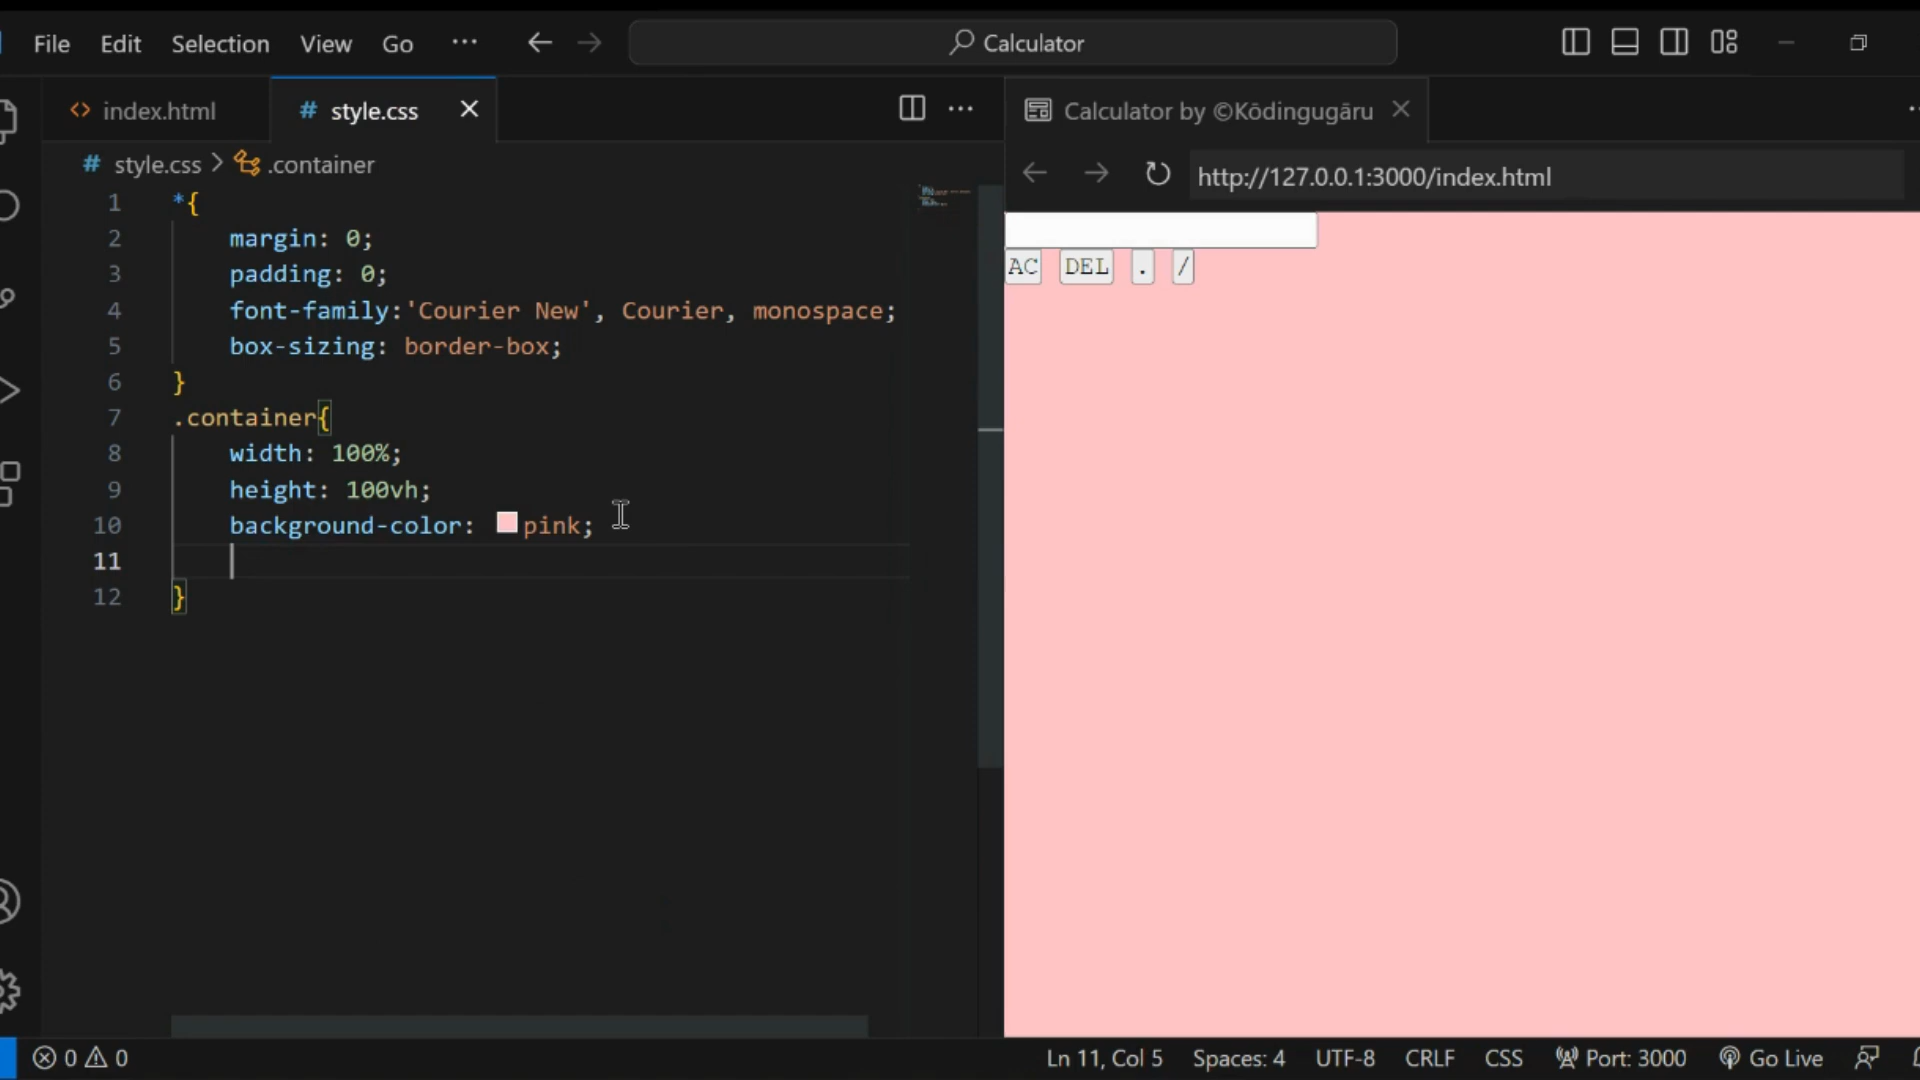 File Edit Selection View Go ··· Calculator
index.html style.css
Calculator by ©Kōdingugāru
# style.css > .container
http://127.0.0.1:3000/index.html
1 *{
2 margin: 0;
3 padding: 0;
4 font-family:'Courier New', Courier, monospace;
5 box-sizing: border-box;
6 }
7 .container{
8 width: 100%;
9 height: 100vh;
10 background-color: pink;
11
12 }
AC DEL . /
0 0 Ln 11, Col 5 Spaces: 4 UTF-8 CRLF CSS Port: 3000 Go Live